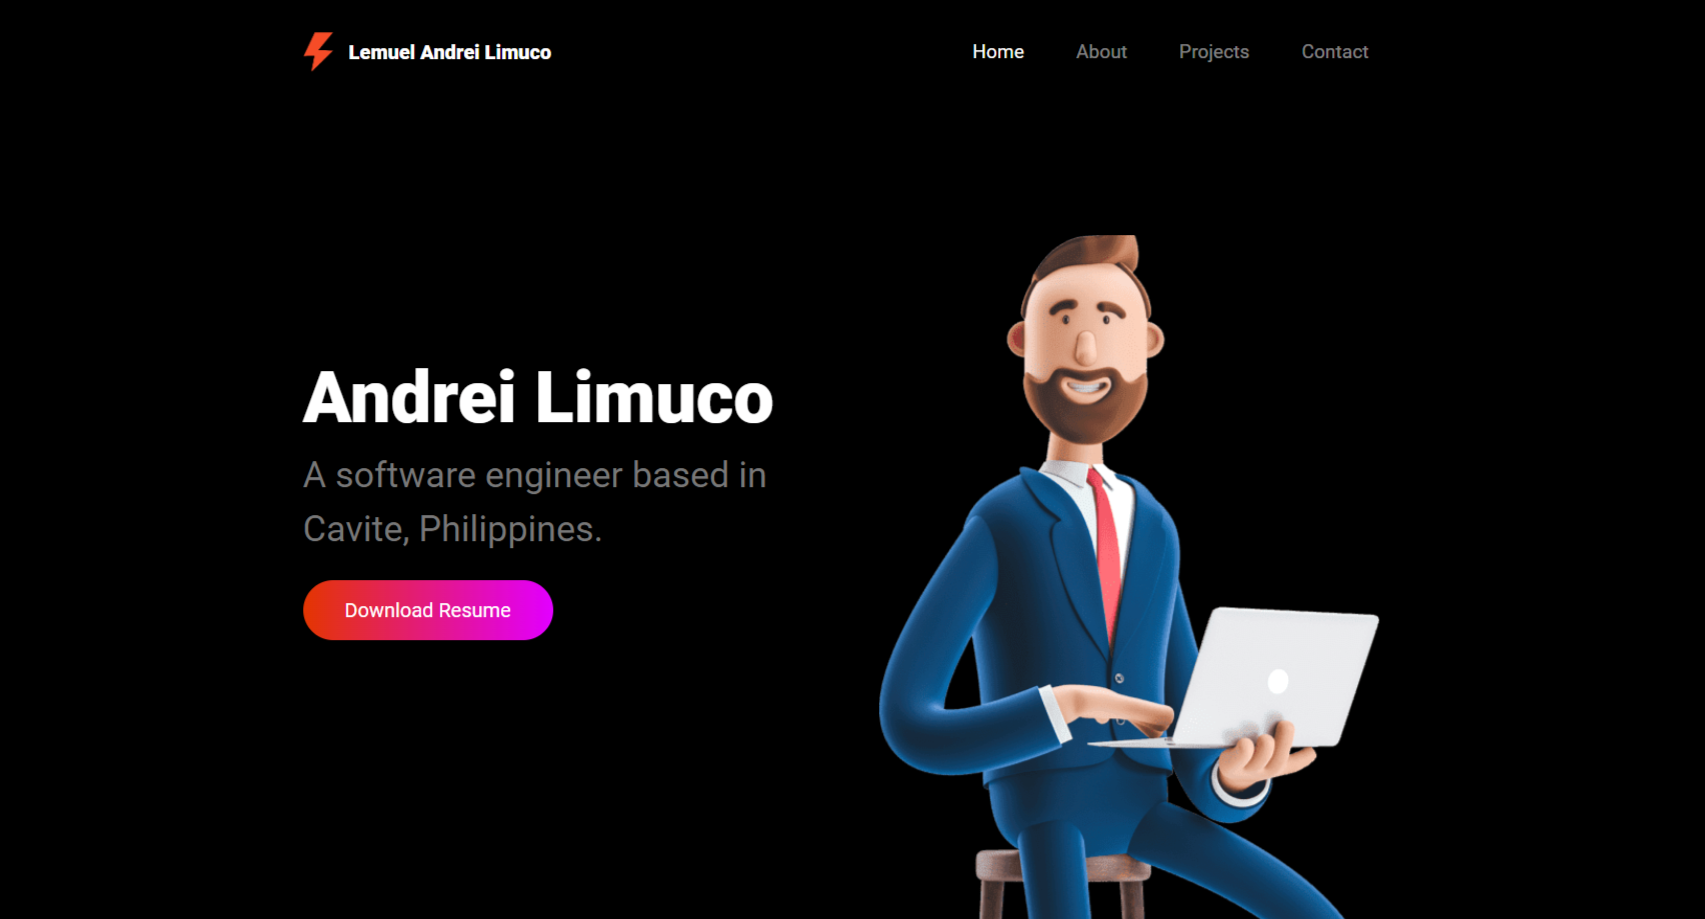 Lemuel Andrei Limuco
Home
About
Projects
Contact
Andrei Limuco
A software engineer based in
Cavite, Philippines.
Download Resume